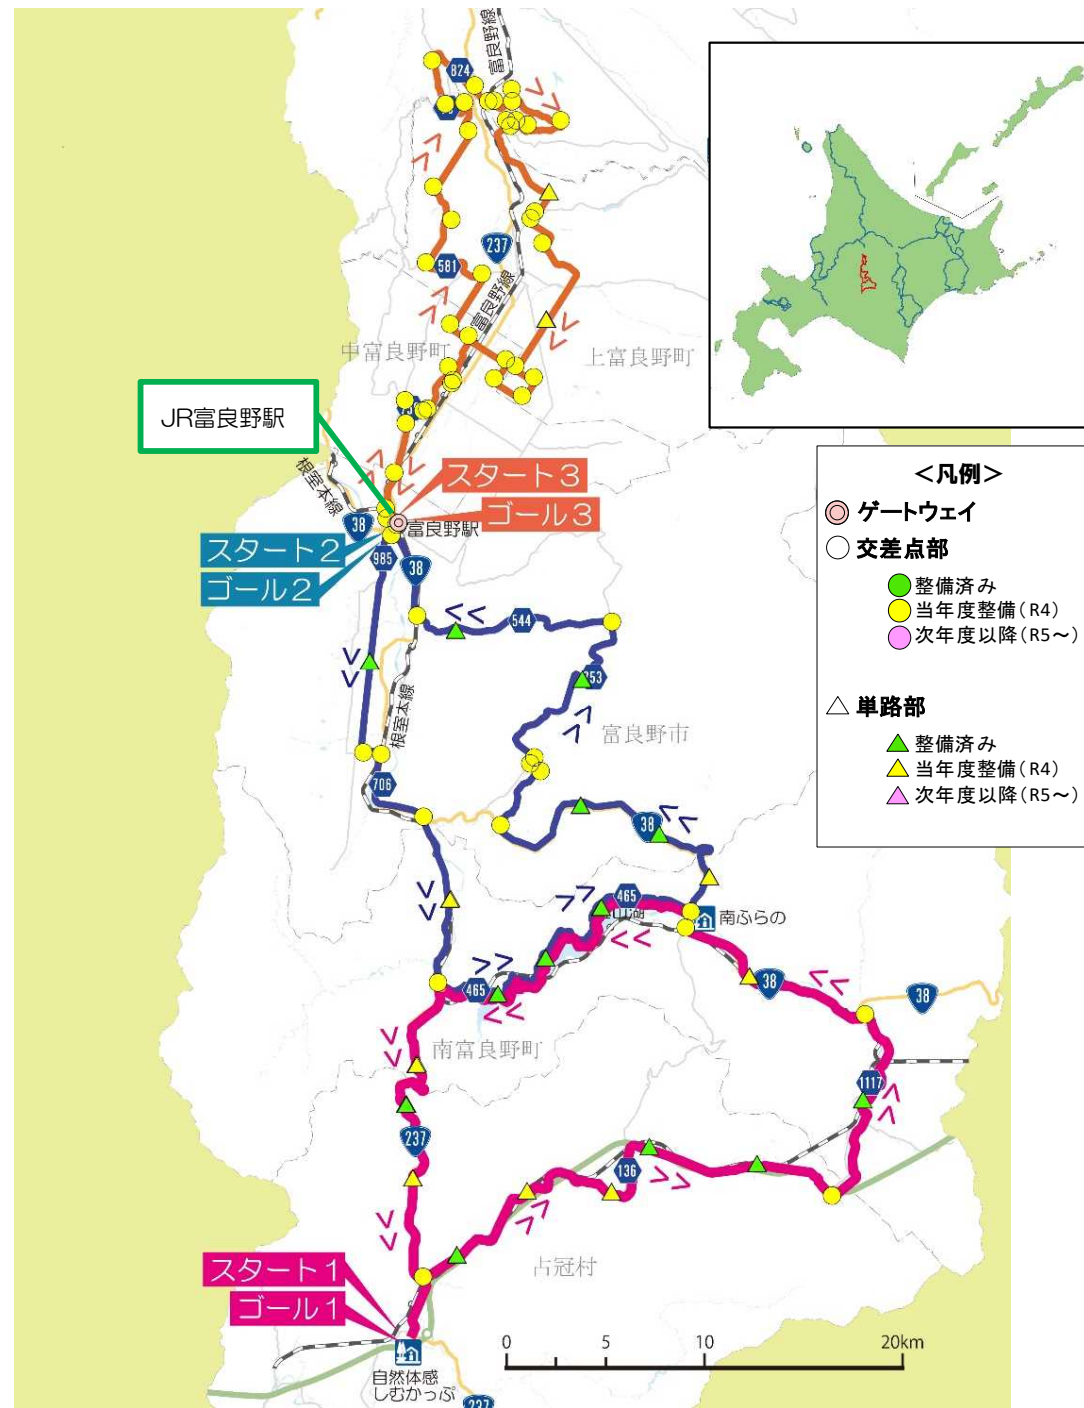 富良野線
824
237
581
富良野線
中富良野町
上富良野町
JR富良野駅
根室本線
スタート3
ゴール3
38
富良野駅
スタート2
ゴール2
985
38
544
253
根室本線
富良野市
706
38
465
南ふらの
465
38
38
南富良野町
1117
237
136
占冠村
スタート1
ゴール1
自然体感
しむかっぷ
237
0 5 10 20km
<凡例>
ゲートウェイ
交差点部
整備済み
当年度整備(R4)
次年度以降(R5~)
単路部
整備済み
当年度整備(R4)
次年度以降(R5~)